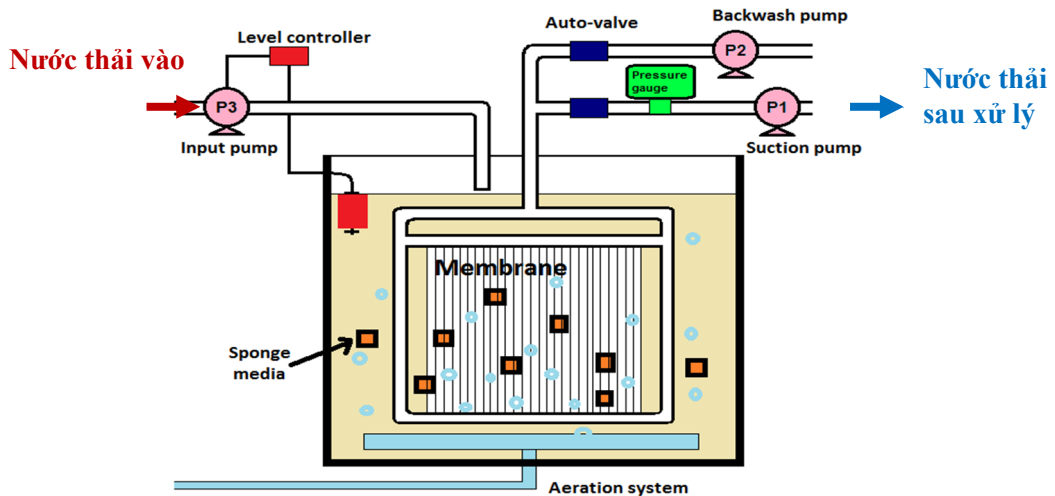 Auto-valve
Backwash pump
Level controller
P2
Nước thải vào
Pressure
gauge
Nước thải
sau xử lý
P3
P1
Input pump
Suction pump
Membrane
Sponge
media
Aeration system